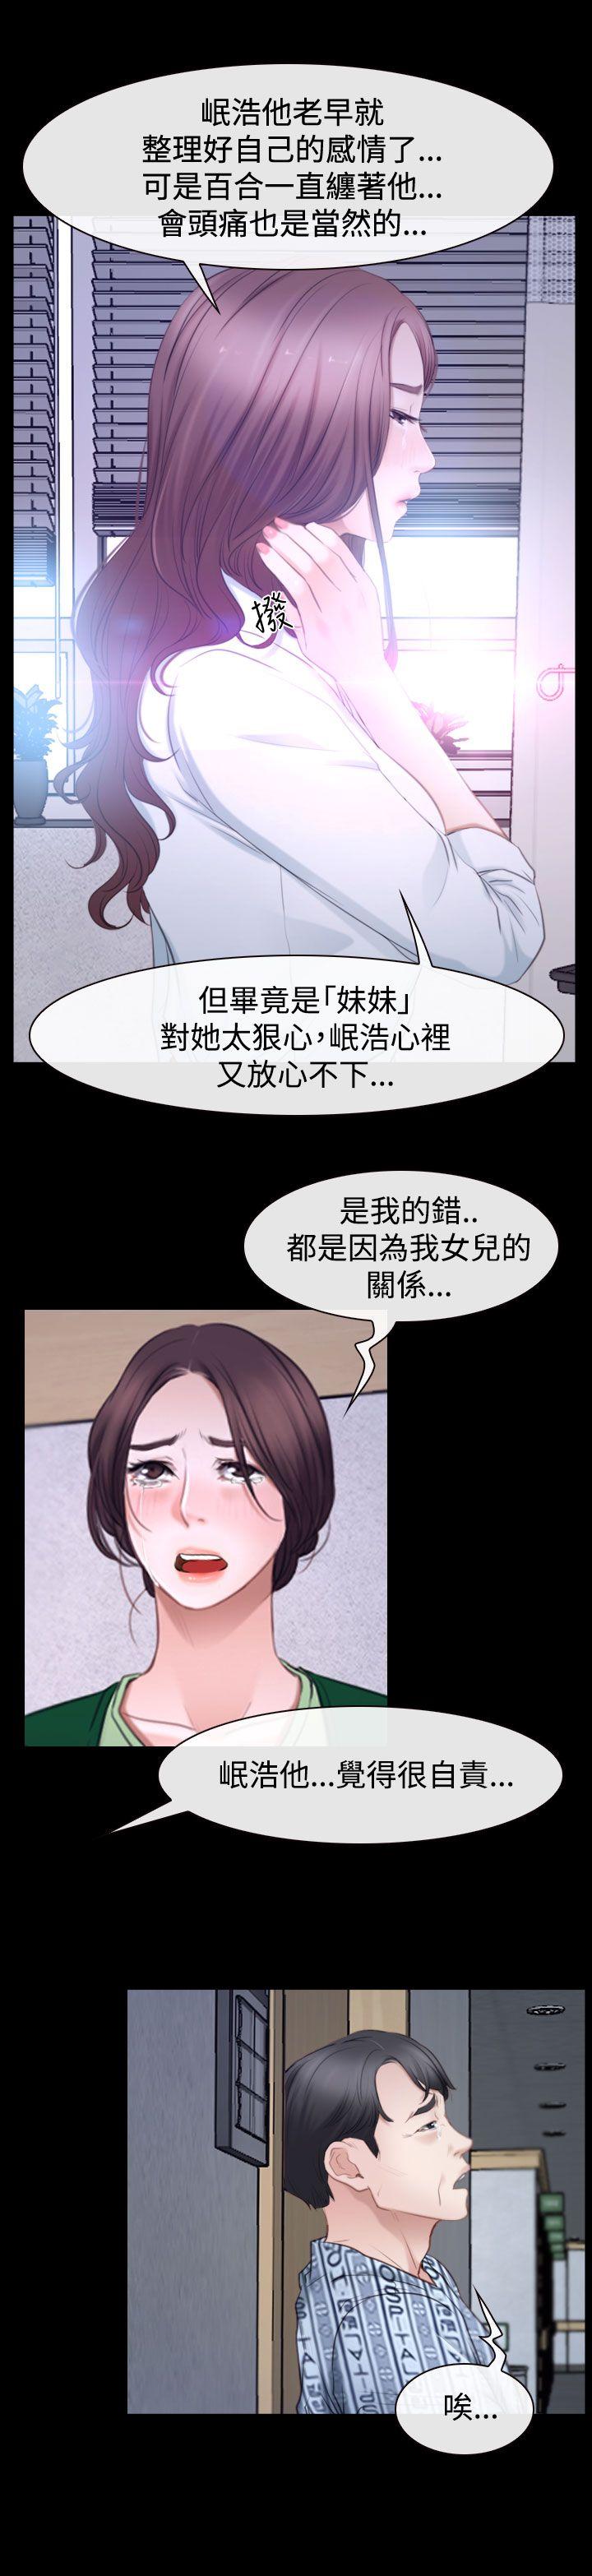 岷浩他老早就
整理好自己的感情了...
可是百合一直纏著他...
會頭痛也是當然的...
撥
但畢竟是「妹妹」
對她太狠心，岷浩心裡
又放心不下...
是我的錯..
都是因為我女兒的
關係...
岷浩他...覺得很自責...
唉...